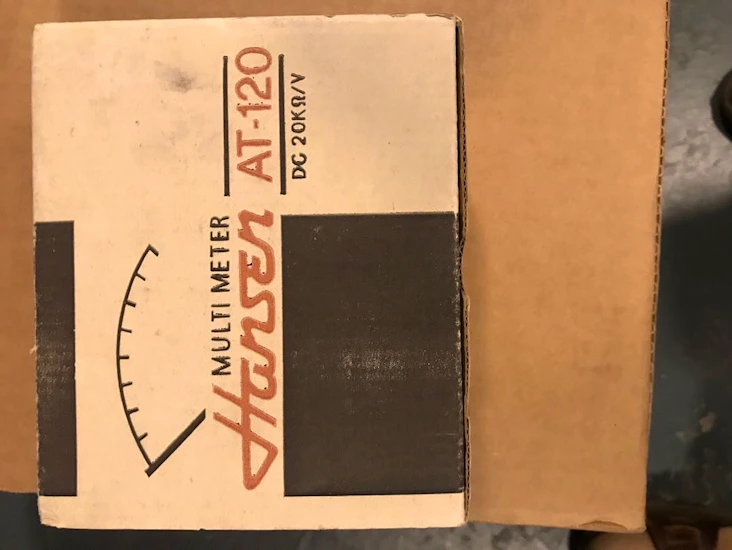 MULTI METER
Hansen AT-120
DC 20KΩ/V